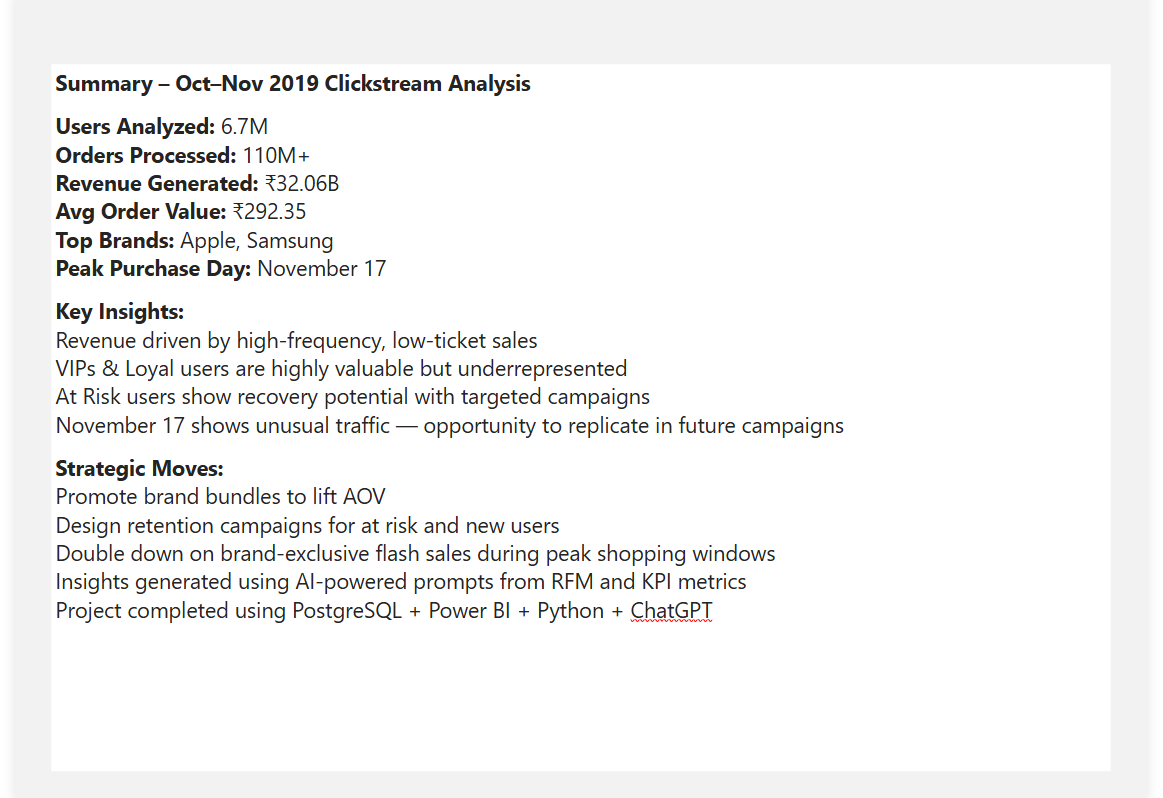 Summary – Oct–Nov 2019 Clickstream Analysis
Users Analyzed: 6.7M
Orders Processed: 110M+
Revenue Generated: ₹32.06B
Avg Order Value: ₹292.35
Top Brands: Apple, Samsung
Peak Purchase Day: November 17
Key Insights:
Revenue driven by high-frequency, low-ticket sales
VIPs & Loyal users are highly valuable but underrepresented
At Risk users show recovery potential with targeted campaigns
November 17 shows unusual traffic — opportunity to replicate in future campaigns
Strategic Moves:
Promote brand bundles to lift AOV
Design retention campaigns for at risk and new users
Double down on brand-exclusive flash sales during peak shopping windows
Insights generated using AI-powered prompts from RFM and KPI metrics
Project completed using PostgreSQL + Power BI + Python + ChatGPT